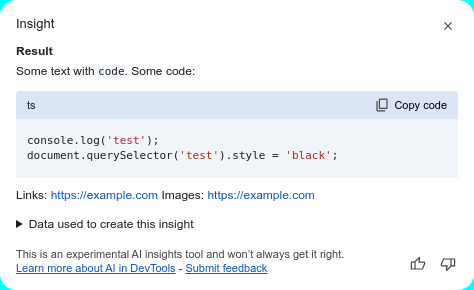 Insight
Result
Some text with code. Some code:
ts Copy code
console.log('test');
document.querySelector('test').style = 'black';
Links: https://example.com Images: https://example.com
Data used to create this insight
This is an experimental AI insights tool and won’t always get it right.
Learn more about AI in DevTools - Submit feedback